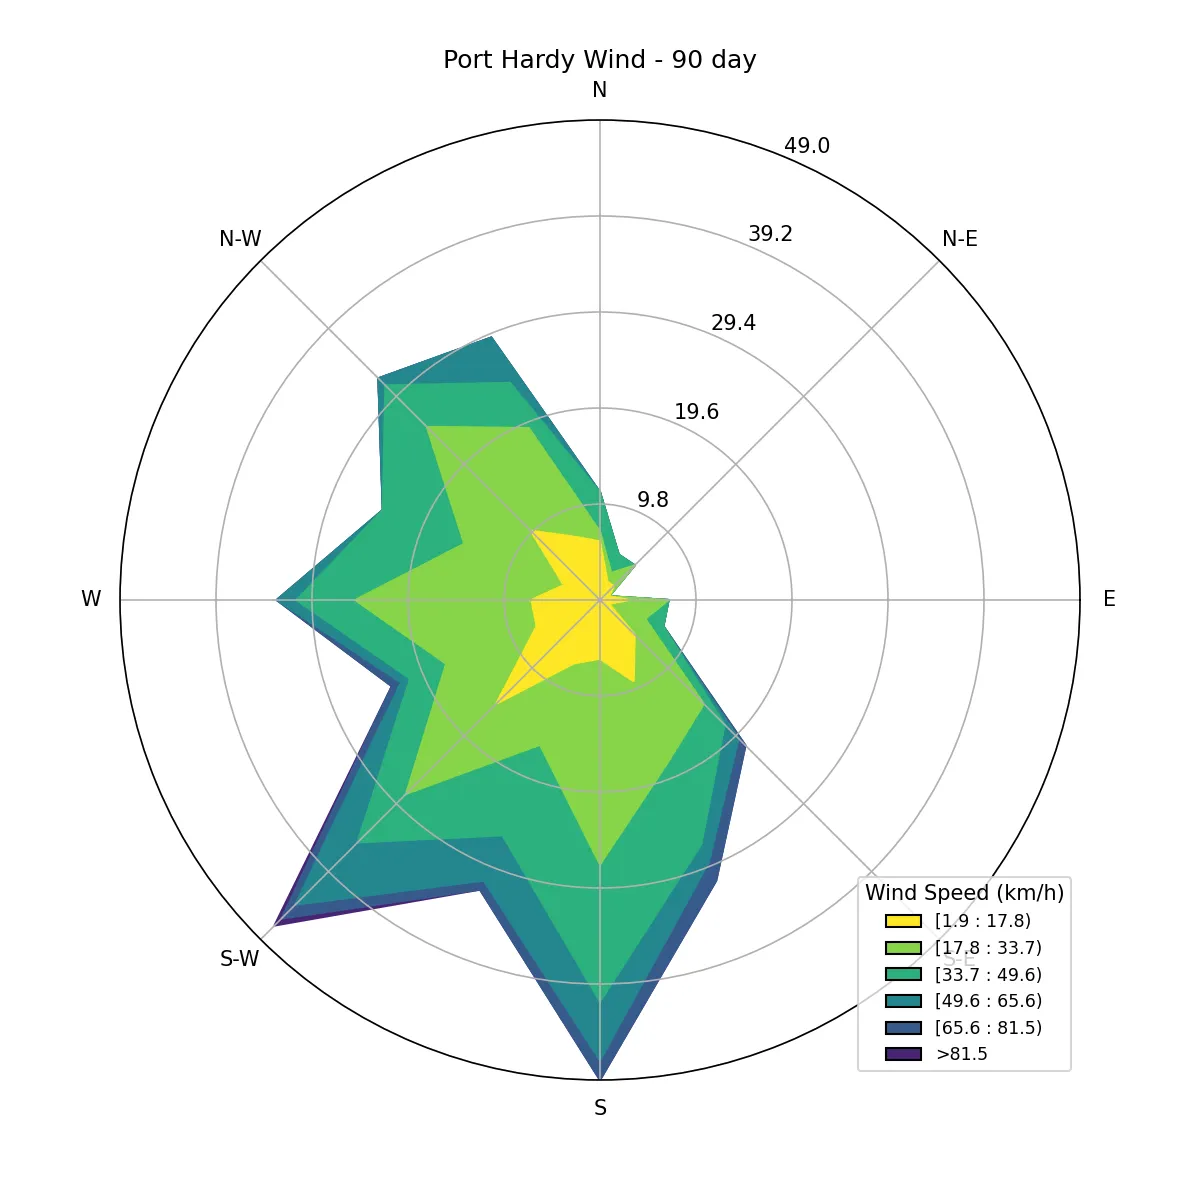 Port Hardy Wind - 90 day
N
49.0
N-W
39.2
N-E
29.4
19.6
9.8
W
E
S-W
S-E
Wind Speed (km/h)
[1.9 : 17.8)
[17.8 : 33.7)
[33.7 : 49.6)
[49.6 : 65.6)
[65.6 : 81.5)
>81.5
S